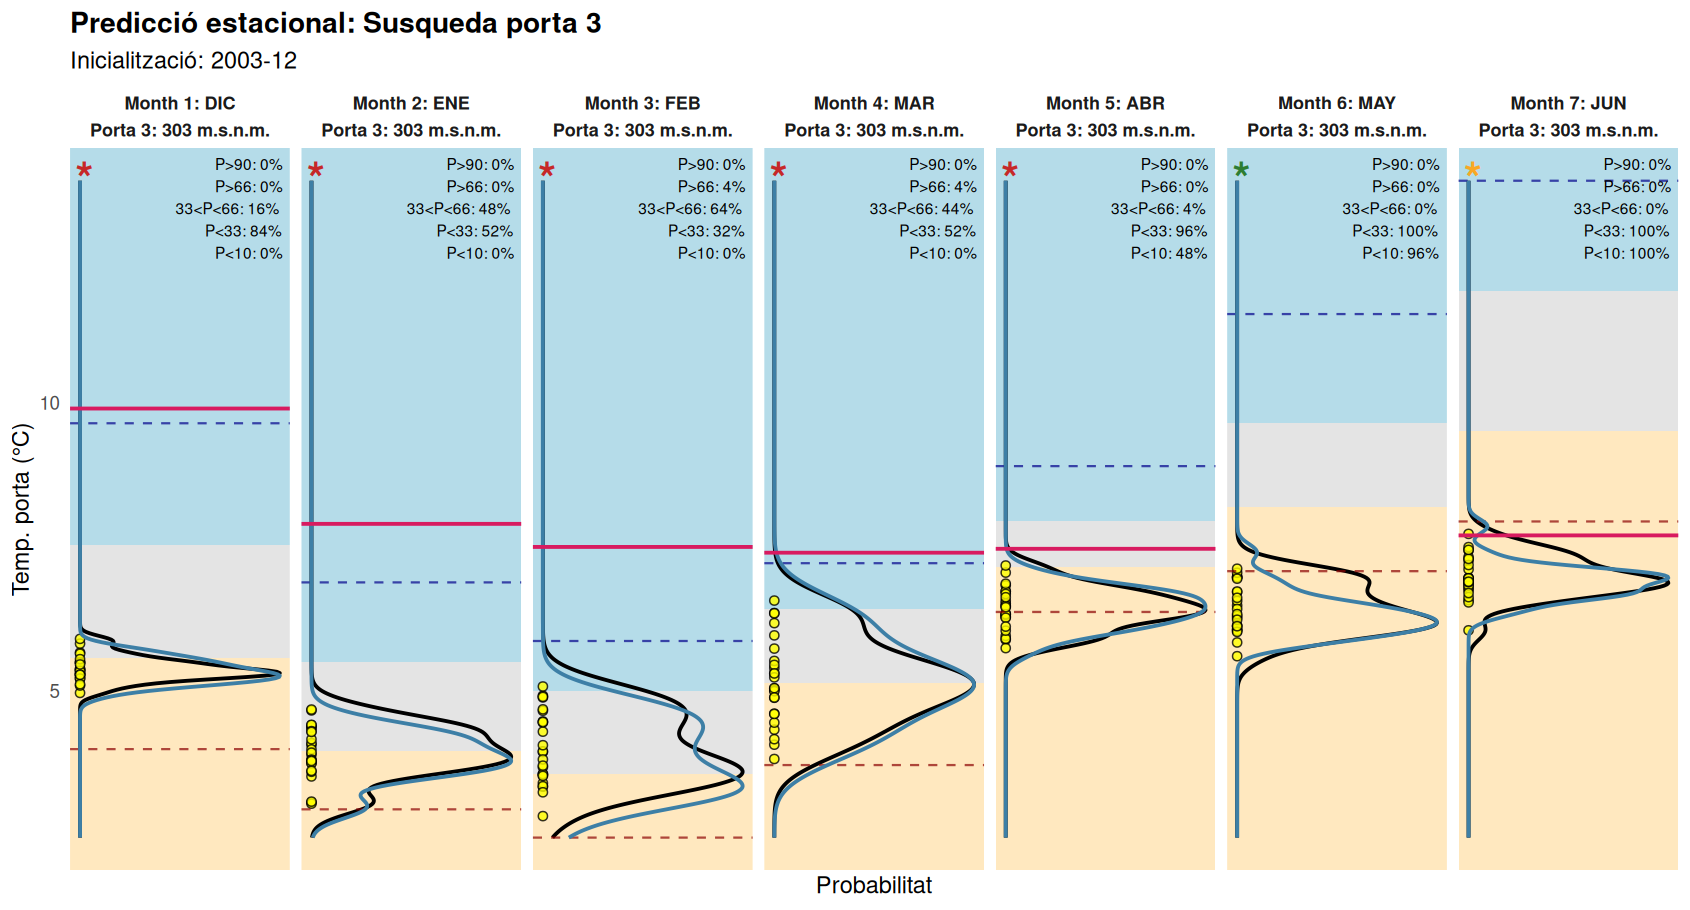 Predicció estacional: Susqueda porta 3
Inicialització: 2003-12
Month 1: DIC
Porta 3: 303 m.s.n.m.
Month 2: ENE
Porta 3: 303 m.s.n.m.
Month 3: FEB
Porta 3: 303 m.s.n.m.
Month 4: MAR
Porta 3: 303 m.s.n.m.
Month 5: ABR
Porta 3: 303 m.s.n.m.
Month 6: MAY
Porta 3: 303 m.s.n.m.
Month 7: JUN
Porta 3: 303 m.s.n.m.
*
P>90: 0%
P>66: 0%
33<P<66: 16%
P<33: 84%
P<10: 0%
*
P>90: 0%
P>66: 0%
33<P<66: 48%
P<33: 52%
P<10: 0%
*
P>90: 0%
P>66: 4%
33<P<66: 64%
P<33: 32%
P<10: 0%
*
P>90: 0%
P>66: 4%
33<P<66: 44%
P<33: 52%
P<10: 0%
*
P>90: 0%
P>66: 0%
33<P<66: 4%
P<33: 96%
P<10: 48%
*
P>90: 0%
P>66: 0%
33<P<66: 0%
P<33: 100%
P<10: 96%
*
P>90: 0%
P>66: 0%
33<P<66: 0%
P<33: 100%
P<10: 100%
10
5
Temp. porta (°C)
Probabilitat